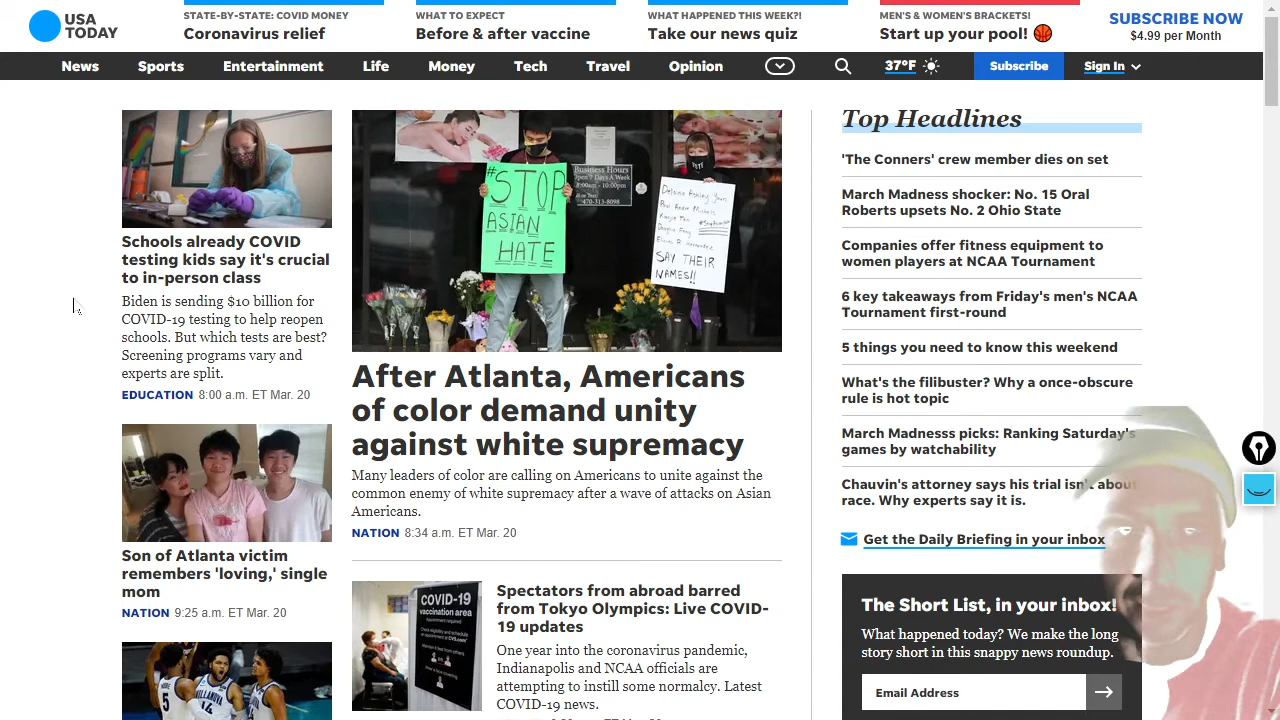 USA
TODAY
STATE-BY-STATE: COVID MONEY
Coronavirus relief
WHAT TO EXPECT
Before & after vaccine
WHAT HAPPENED THIS WEEK?!
Take our news quiz
MEN'S & WOMEN'S BRACKETS!
Start up your pool!
SUBSCRIBE NOW
$4.99 per Month
News
Sports
Entertainment
Life
Money
Tech
Travel
Opinion
37°F
Subscribe
Sign In
Schools already COVID
testing kids say it's crucial
to in-person class
Biden is sending $10 billion for
COVID-19 testing to help reopen
schools. But which tests are best?
Screening programs vary and
experts are split.
EDUCATION 8:00 a.m. ET Mar. 20
Son of Atlanta victim
remembers 'loving,' single
mom
NATION 9:25 a.m. ET Mar. 20
#STOP
ASIAN
HATE
Business Hours
Open 7 Days A Week
8:00am - 10:00pm
470-313-8098
SAY THEIR
NAMES!!
After Atlanta, Americans
of color demand unity
against white supremacy
Many leaders of color are calling on Americans to unite against the
common enemy of white supremacy after a wave of attacks on Asian
Americans.
NATION 8:34 a.m. ET Mar. 20
COVID-19
vaccination area
Spectators from abroad barred
from Tokyo Olympics: Live COVID-
19 updates
One year into the coronavirus pandemic,
Indianapolis and NCAA officials are
attempting to instill some normalcy. Latest
COVID-19 news.
Top Headlines
'The Conners' crew member dies on set
March Madness shocker: No. 15 Oral
Roberts upsets No. 2 Ohio State
Companies offer fitness equipment to
women players at NCAA Tournament
6 key takeaways from Friday's men's NCAA
Tournament first-round
5 things you need to know this weekend
What's the filibuster? Why a once-obscure
rule is hot topic
March Madnesss picks: Ranking Saturday's
games by watchability
Chauvin's attorney says his trial isn't about
race. Why experts say it is.
Get the Daily Briefing in your inbox
The Short List, in your inbox!
What happened today? We make the long
story short in this snappy news roundup.
Email Address